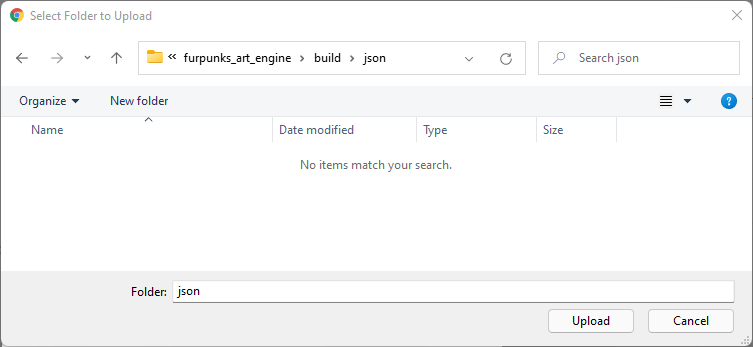 Select Folder to Upload
« furpunks_art_engine › build › json
Search json
Organize
New folder
?
Name
Date modified
Type
Size
No items match your search.
Folder:
json
Upload
Cancel